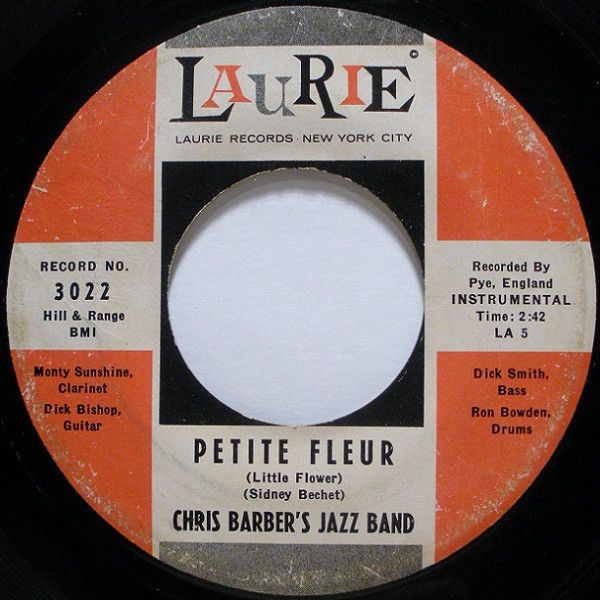 LAURIE
LAURIE RECORDS · NEW YORK CITY
RECORD NO.
3022
Hill & Range
BMI
Recorded By
Pye, England
INSTRUMENTAL
Time: 2:42
LA 5
Monty Sunshine,
Clarinet
Dick Bishop,
Guitar
Dick Smith,
Bass
Ron Bowden,
Drums
PETITE FLEUR
(Little Flower)
(Sidney Bechet)
CHRIS BARBER'S JAZZ BAND